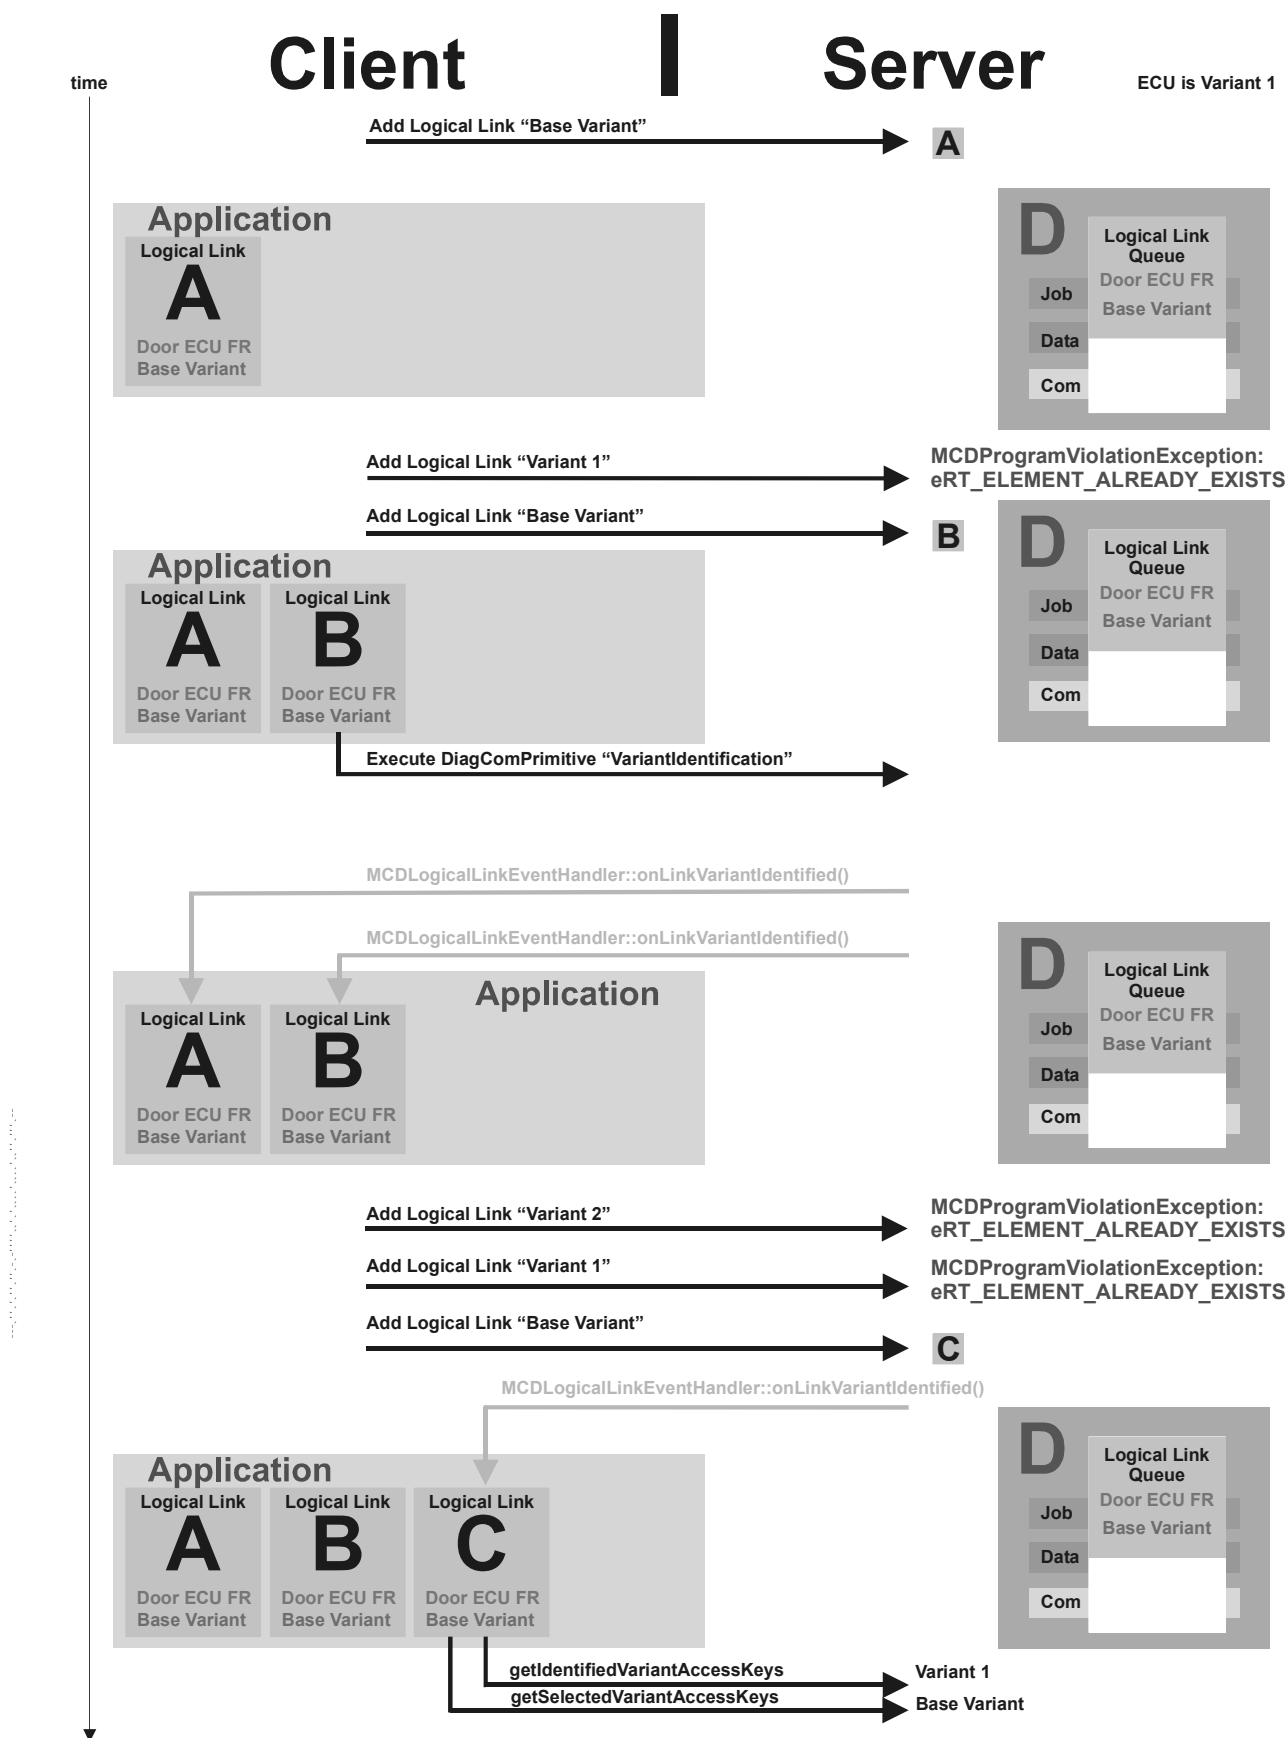 Client
Server
time
ECU is Variant 1
Add Logical Link “Base Variant”
A
Application
Logical Link
A
Door ECU FR
Base Variant
D
Logical Link
Queue
Door ECU FR
Base Variant
Job
Data
Com
Add Logical Link “Variant 1”
MCDProgramViolationException:
eRT_ELEMENT_ALREADY_EXISTS
Add Logical Link “Base Variant”
B
Application
Logical Link
A
Door ECU FR
Base Variant
Logical Link
B
Door ECU FR
Base Variant
D
Logical Link
Queue
Door ECU FR
Base Variant
Job
Data
Com
Execute DiagComPrimitive “VariantIdentification”
MCDLogicalLinkEventHandler::onLinkVariantIdentified()
MCDLogicalLinkEventHandler::onLinkVariantIdentified()
Application
Logical Link
A
Door ECU FR
Base Variant
Logical Link
B
Door ECU FR
Base Variant
D
Logical Link
Queue
Door ECU FR
Base Variant
Job
Data
Com
Add Logical Link “Variant 2”
MCDProgramViolationException:
eRT_ELEMENT_ALREADY_EXISTS
Add Logical Link “Variant 1”
MCDProgramViolationException:
eRT_ELEMENT_ALREADY_EXISTS
Add Logical Link “Base Variant”
C
MCDLogicalLinkEventHandler::onLinkVariantIdentified()
Application
Logical Link
A
Door ECU FR
Base Variant
Logical Link
B
Door ECU FR
Base Variant
Logical Link
C
Door ECU FR
Base Variant
D
Logical Link
Queue
Door ECU FR
Base Variant
Job
Data
Com
getIdentifiedVariantAccessKeys
Variant 1
getSelectedVariantAccessKeys
Base Variant